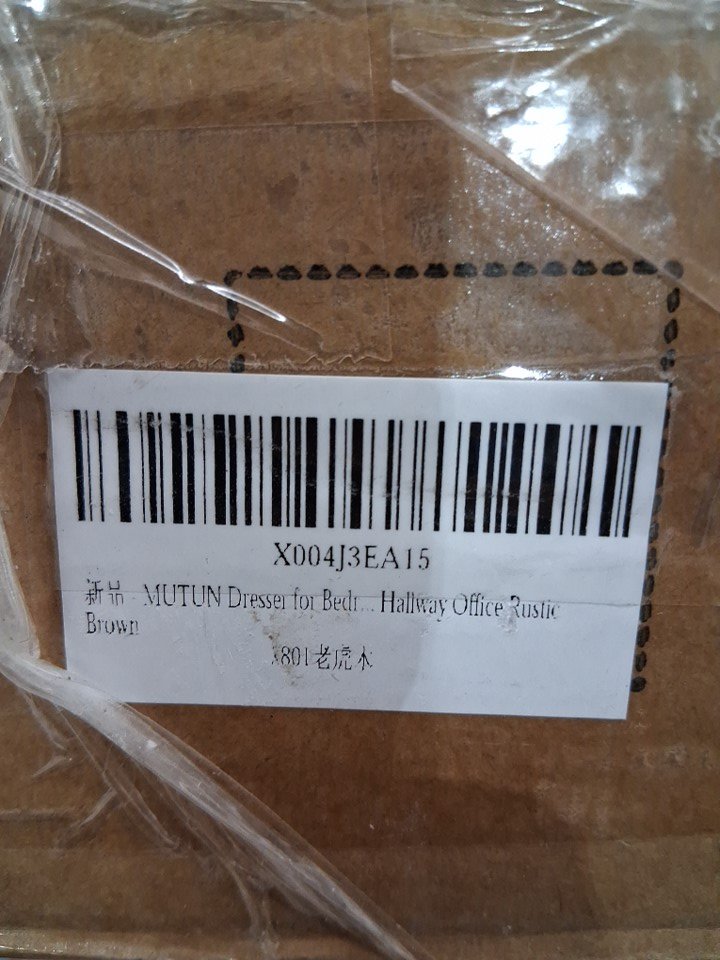 X004J3EA15
新品 - MUTUN Dresser for Bedr... Hallway Office Rustic
Brown
801老虎木